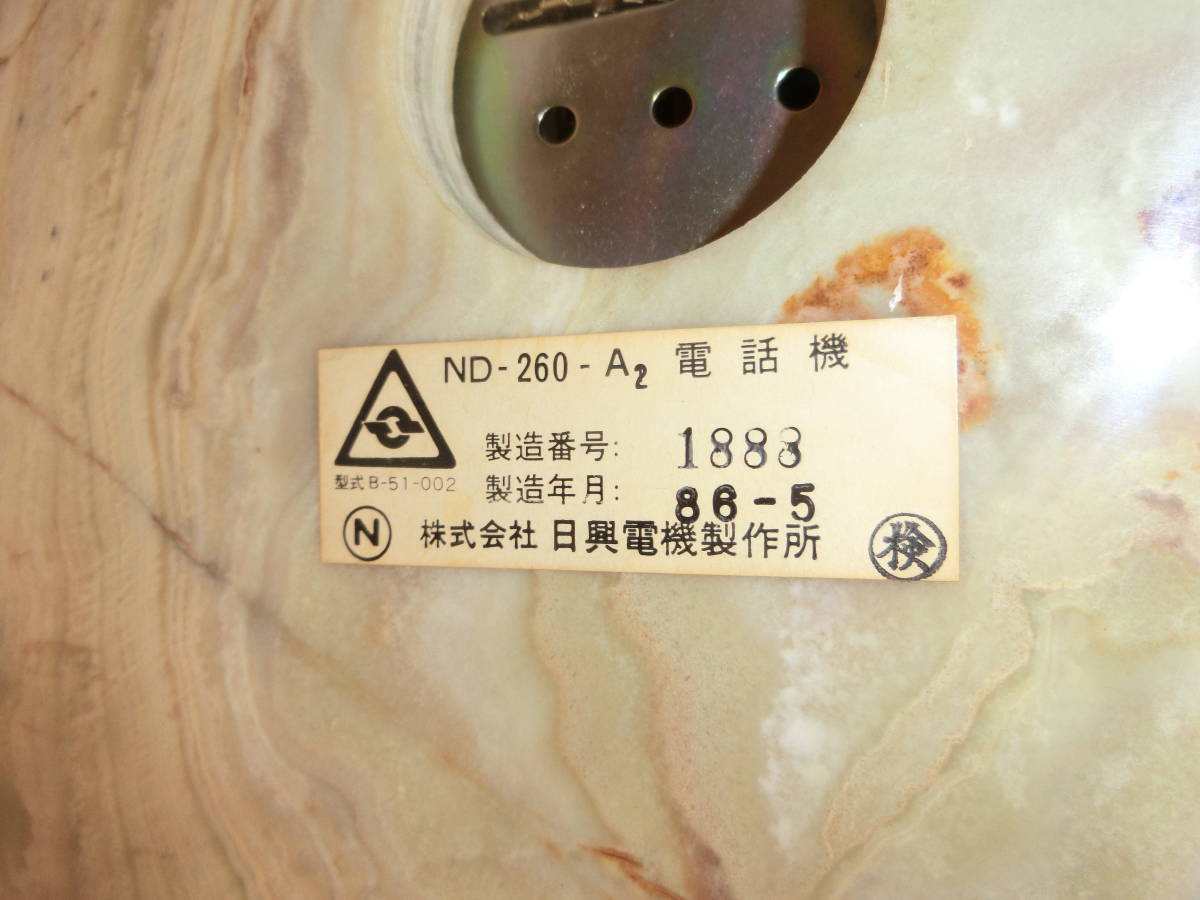 ND-260-A2 電話機
製造番号: 1883
型式 B-51-002
製造年月: 86-5
N 株式会社 日興電機製作所 検